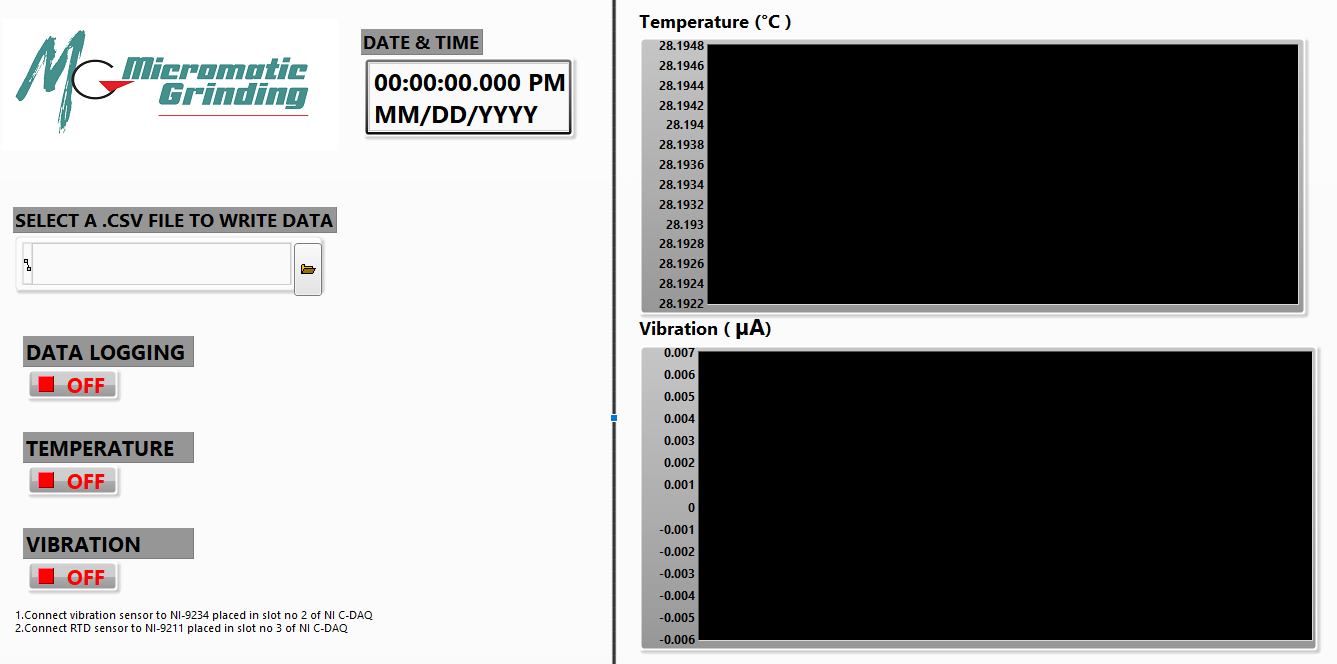 Micromatic
Grinding
DATE & TIME
00:00:00.000 PM
MM/DD/YYYY
SELECT A .CSV FILE TO WRITE DATA
DATA LOGGING
OFF
TEMPERATURE
OFF
VIBRATION
OFF
1.Connect vibration sensor to NI-9234 placed in slot no 2 of NI C-DAQ
2.Connect RTD sensor to NI-9211 placed in slot no 3 of NI C-DAQ
Temperature (°C )
28.1948
28.1946
28.1944
28.1942
28.194
28.1938
28.1936
28.1934
28.1932
28.193
28.1928
28.1926
28.1924
28.1922
Vibration ( µA)
0.007
0.006
0.005
0.004
0.003
0.002
0.001
0
-0.001
-0.002
-0.003
-0.004
-0.005
-0.006